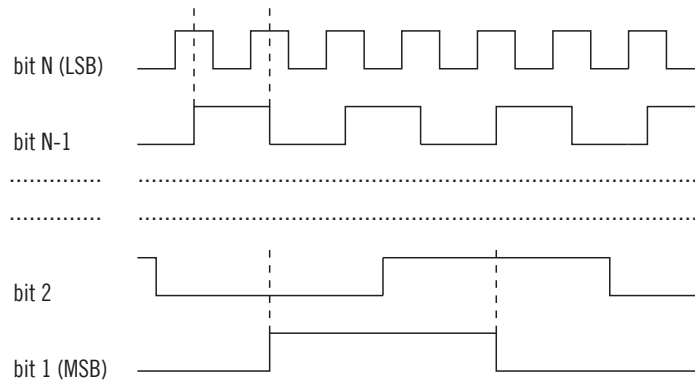 bit N (LSB)
bit N-1
..............
..............
bit 2
bit 1 (MSB)